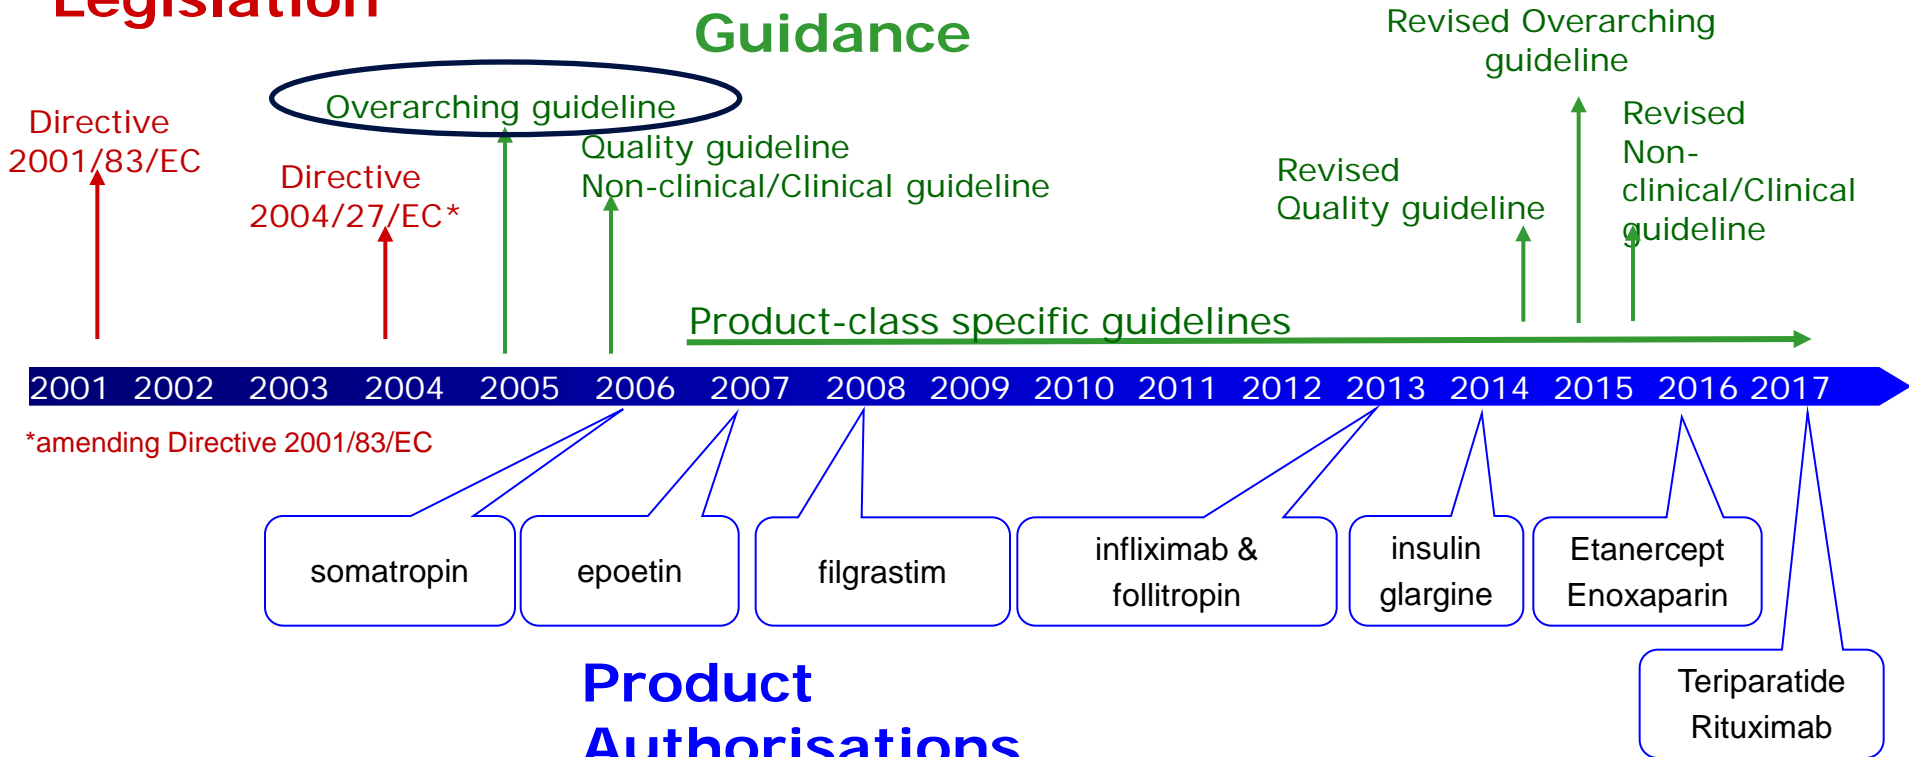 Legislation
Guidance
Directive
2001/83/EC
Directive
2004/27/EC*
Overarching guideline
Quality guideline
Non-clinical/Clinical guideline
Revised
Quality guideline
Revised Overarching
guideline
Revised
Non-
clinical/Clinical
guideline
Product-class specific guidelines
2001 2002 2003 2004 2005 2006 2007 2008 2009 2010 2011 2012 2013 2014 2015 2016 2017
*amending Directive 2001/83/EC
somatropin
epoetin
filgrastim
infliximab &
follitropin
insulin
glargine
Etanercept
Enoxaparin
Teriparatide
Rituximab
Product
Authorisations